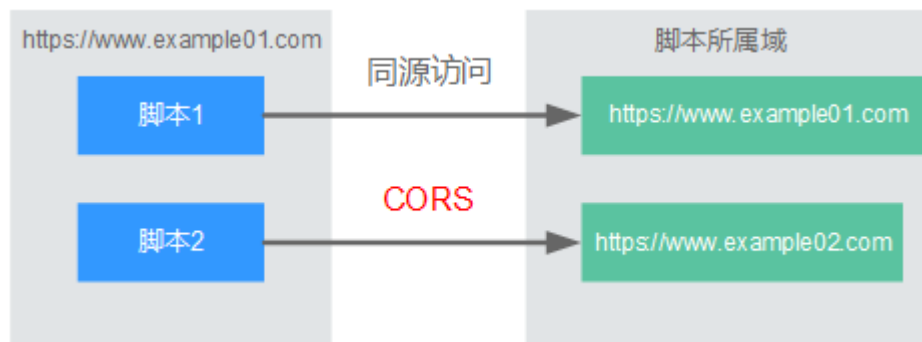 https://www.example01.com
脚本所属域
同源访问
脚本1
https://www.example01.com
CORS
脚本2
https://www.example02.com